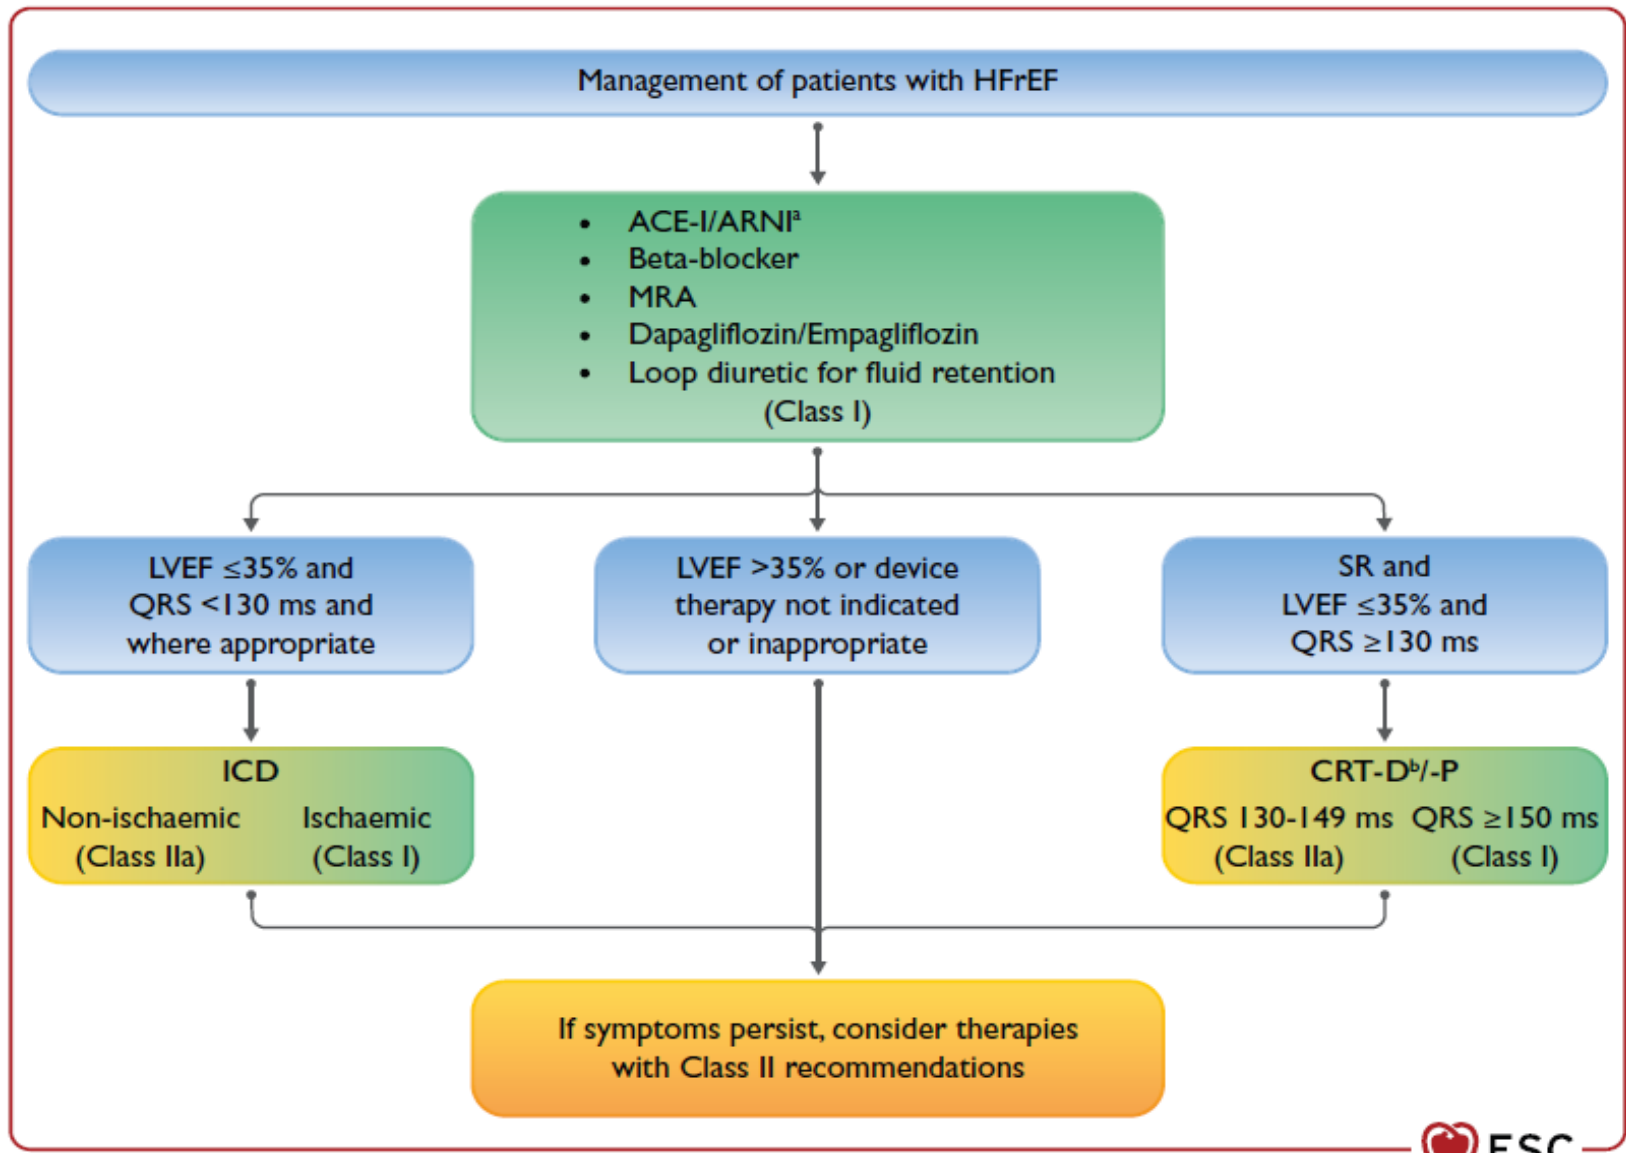 Management of patients with HFrEF
• ACE-I/ARNIᵃ
• Beta-blocker
• MRA
• Dapagliflozin/Empagliflozin
• Loop diuretic for fluid retention
(Class I)
LVEF ≤35% and
QRS <130 ms and
where appropriate
LVEF >35% or device
therapy not indicated
or inappropriate
SR and
LVEF ≤35% and
QRS ≥130 ms
ICD
Non-ischaemic
(Class IIa)
Ischaemic
(Class I)
CRT-Dᵇ/-P
QRS 130-149 ms
(Class IIa)
QRS ≥150 ms
(Class I)
If symptoms persist, consider therapies
with Class II recommendations
ESC